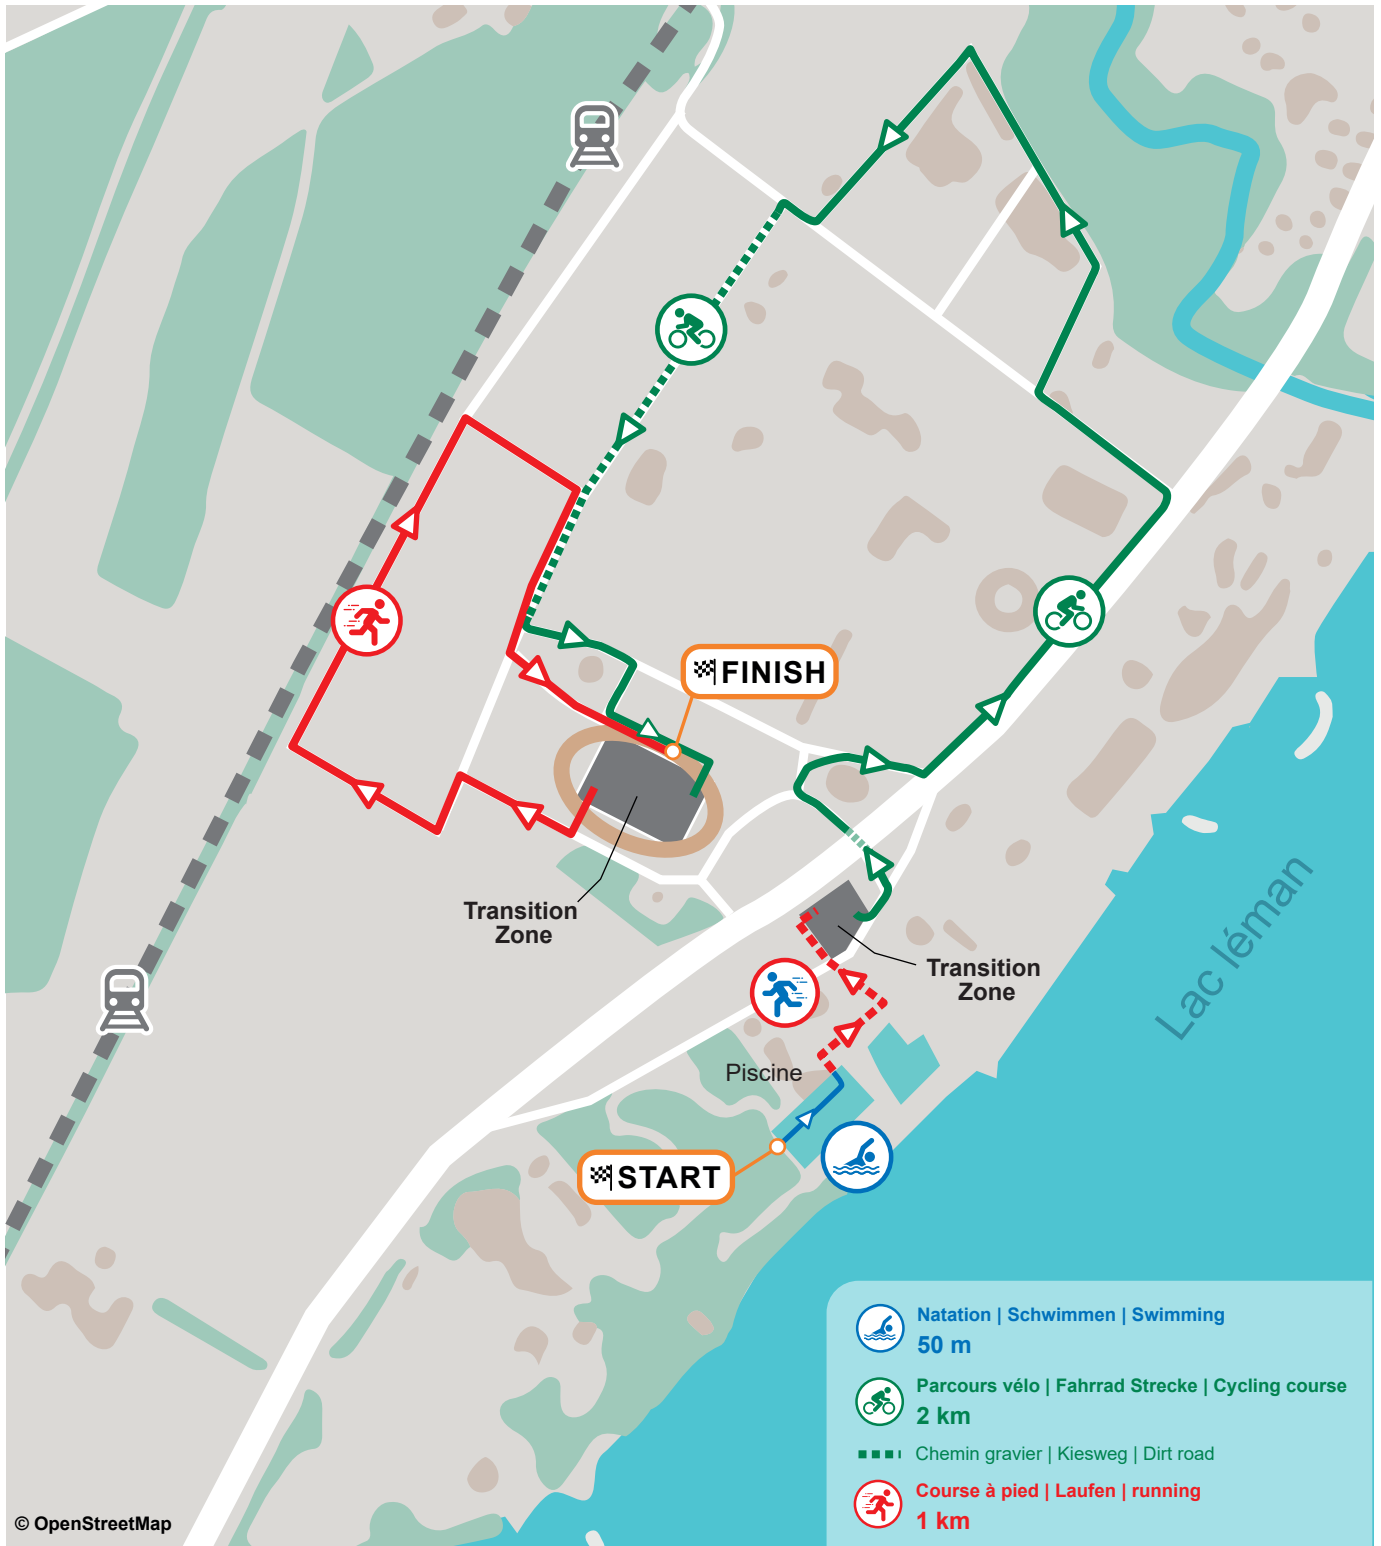 FINISH
Transition
Zone
Transition
Zone
Lac léman
Piscine
START
Natation | Schwimmen | Swimming
50 m
Parcours vélo | Fahrrad Strecke | Cycling course
2 km
Chemin gravier | Kiesweg | Dirt road
Course à pied | Laufen | running
1 km
© OpenStreetMap